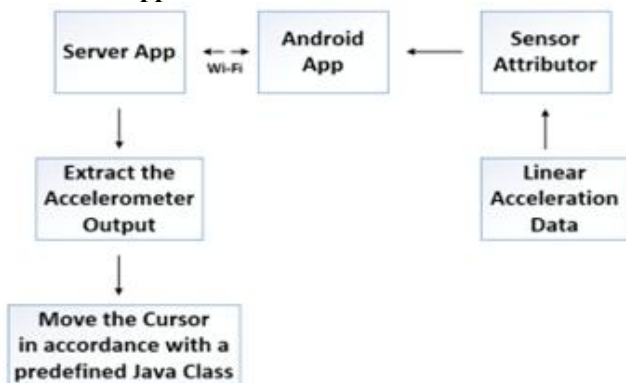 Server App
Wi-Fi
Android
App
Sensor
Attributor
Extract the
Accelerometer
Output
Linear
Acceleration
Data
Move the Cursor
in accordance with a
predefined Java Class